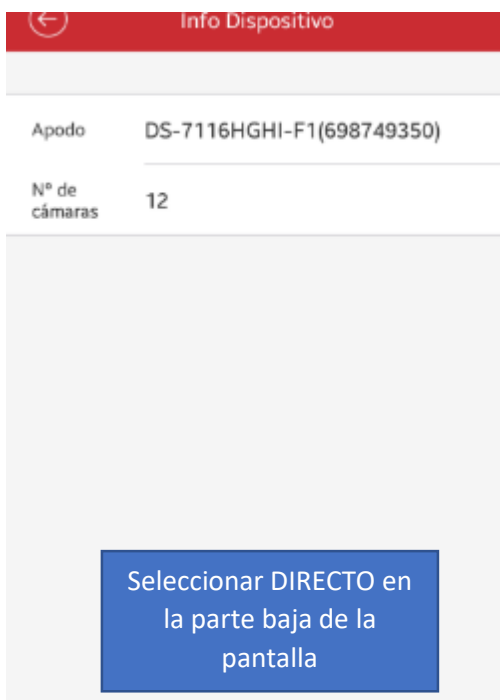 Info Dispositivo
Apodo DS-7116HGHI-F1(698749350)
Nº de
cámaras 12
Seleccionar DIRECTO en
la parte baja de la
pantalla